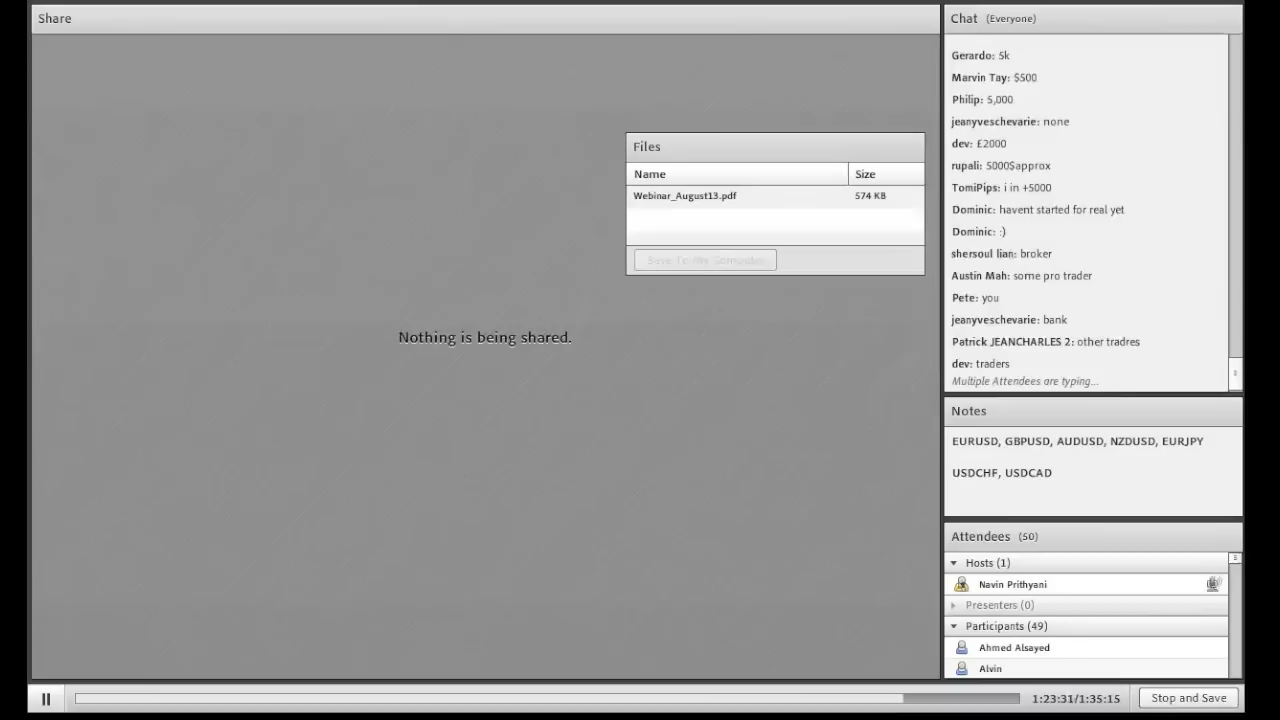 Share
Nothing is being shared.
Files
Name Size
Webinar_August13.pdf 574 KB
Save To My Computer
Chat (Everyone)
Gerardo: 5k
Marvin Tay: $500
Philip: 5,000
jeanyveschevarie: none
dev: £2000
rupali: 5000$approx
TomiPips: i in +5000
Dominic: havent started for real yet
Dominic: :)
shersoul lian: broker
Austin Mah: some pro trader
Pete: you
jeanyveschevarie: bank
Patrick JEANCHARLES 2: other tradres
dev: traders
Multiple Attendees are typing...
Notes
EURUSD, GBPUSD, AUDUSD, NZDUSD, EURJPY
USDCHF, USDCAD
Attendees (50)
Hosts (1)
Navin Prithyani
Presenters (0)
Participants (49)
Ahmed Alsayed
Alvin
1:23:31/1:35:15
Stop and Save